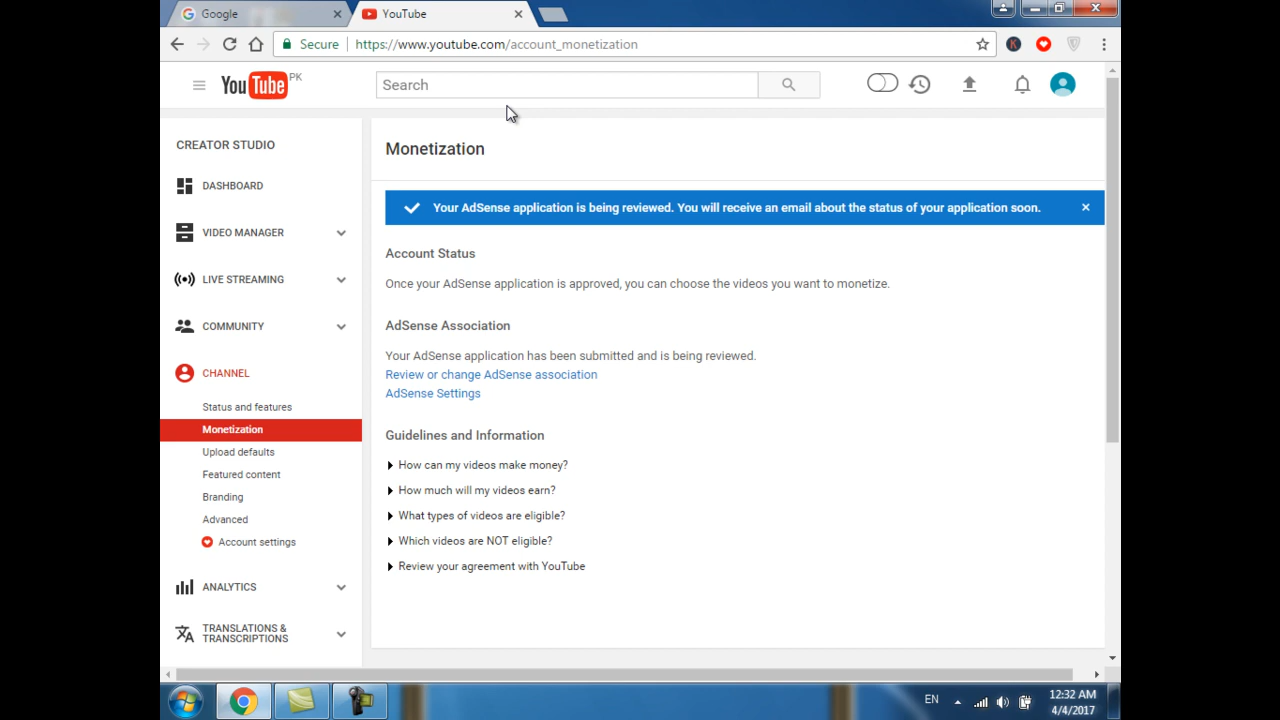 Google
YouTube
Secure
https://www.youtube.com/account_monetization
YouTube PK
Search
CREATOR STUDIO
DASHBOARD
VIDEO MANAGER
LIVE STREAMING
COMMUNITY
CHANNEL
Status and features
Monetization
Upload defaults
Featured content
Branding
Advanced
Account settings
ANALYTICS
TRANSLATIONS &
TRANSCRIPTIONS
Monetization
Your AdSense application is being reviewed. You will receive an email about the status of your application soon.
Account Status
Once your AdSense application is approved, you can choose the videos you want to monetize.
AdSense Association
Your AdSense application has been submitted and is being reviewed.
Review or change AdSense association
AdSense Settings
Guidelines and Information
How can my videos make money?
How much will my videos earn?
What types of videos are eligible?
Which videos are NOT eligible?
Review your agreement with YouTube
EN
12:32 AM
4/4/2017